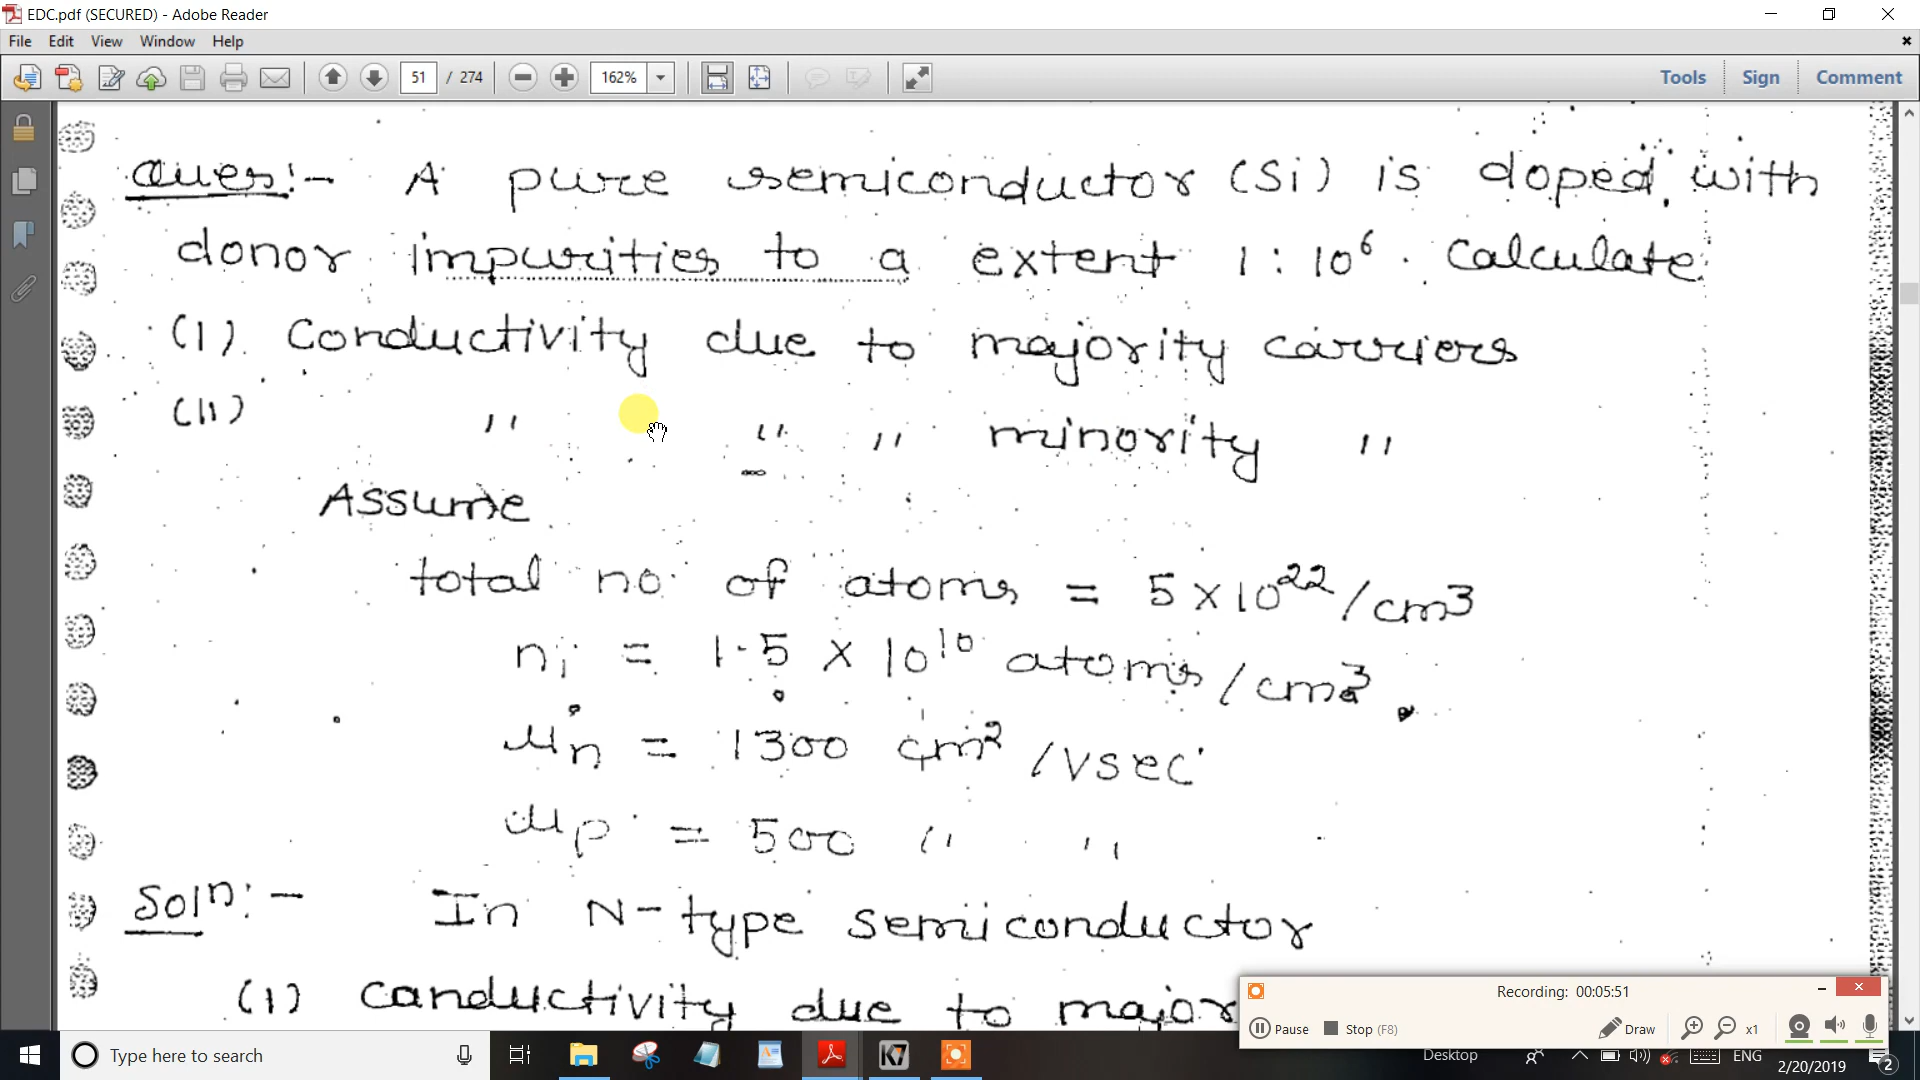 EDC.pdf (SECURED) - Adobe Reader
File Edit View Window Help
51 / 274 162% Tools Sign Comment
Ques:- A pure semiconductor (Si) is doped with
donor impurities to a extent 1 : 10⁶. Calculate
(I). Conductivity due to majority carriers
(II) " " " minority "
Assume
total no. of atoms = 5 X 10²² / cm³
ni = 1.5 X 10¹⁰ atoms / cm³.
μn = 1300 cm² / Vsec
μp = 500 " "
Soln:- In N-type semiconductor
(I) conductivity due to major
Recording: 00:05:51
Pause Stop (F8) Draw x1
Type here to search
Desktop ENG
2/20/2019 2